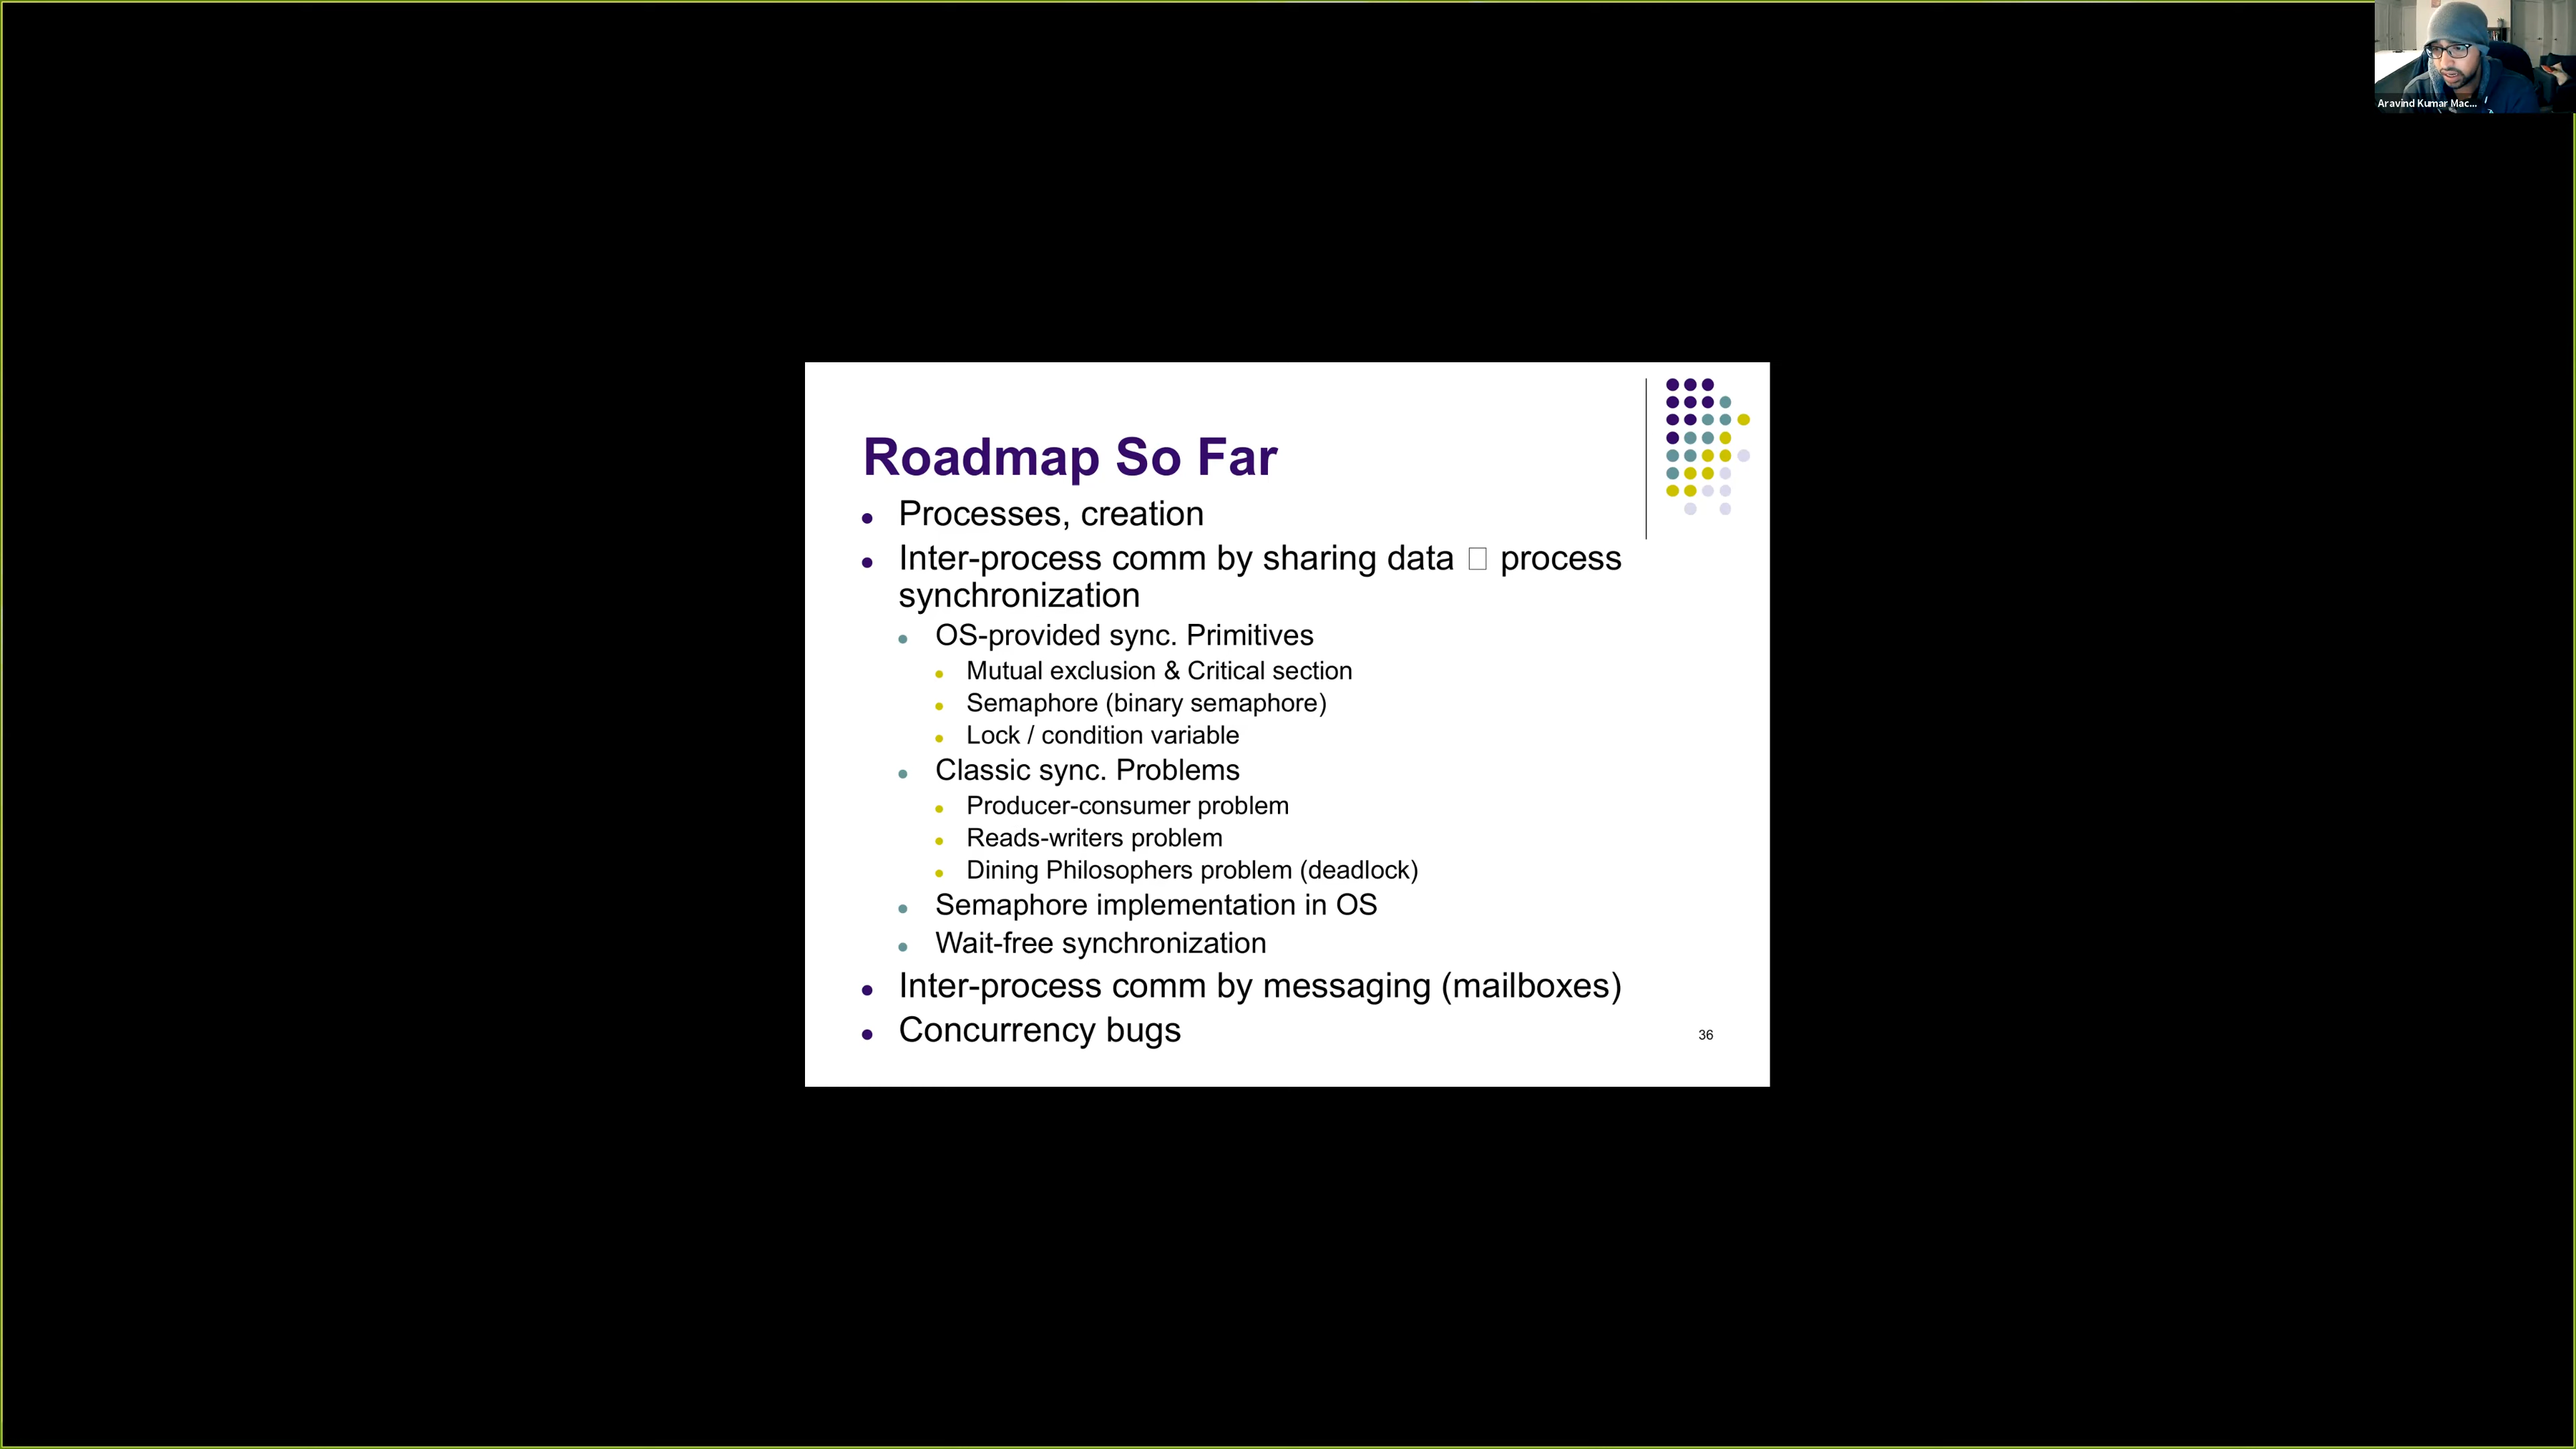 Aravind Kumar Mac...
Roadmap So Far
Processes, creation
Inter-process comm by sharing data □ process
synchronization
OS-provided sync. Primitives
Mutual exclusion & Critical section
Semaphore (binary semaphore)
Lock / condition variable
Classic sync. Problems
Producer-consumer problem
Reads-writers problem
Dining Philosophers problem (deadlock)
Semaphore implementation in OS
Wait-free synchronization
Inter-process comm by messaging (mailboxes)
Concurrency bugs
36